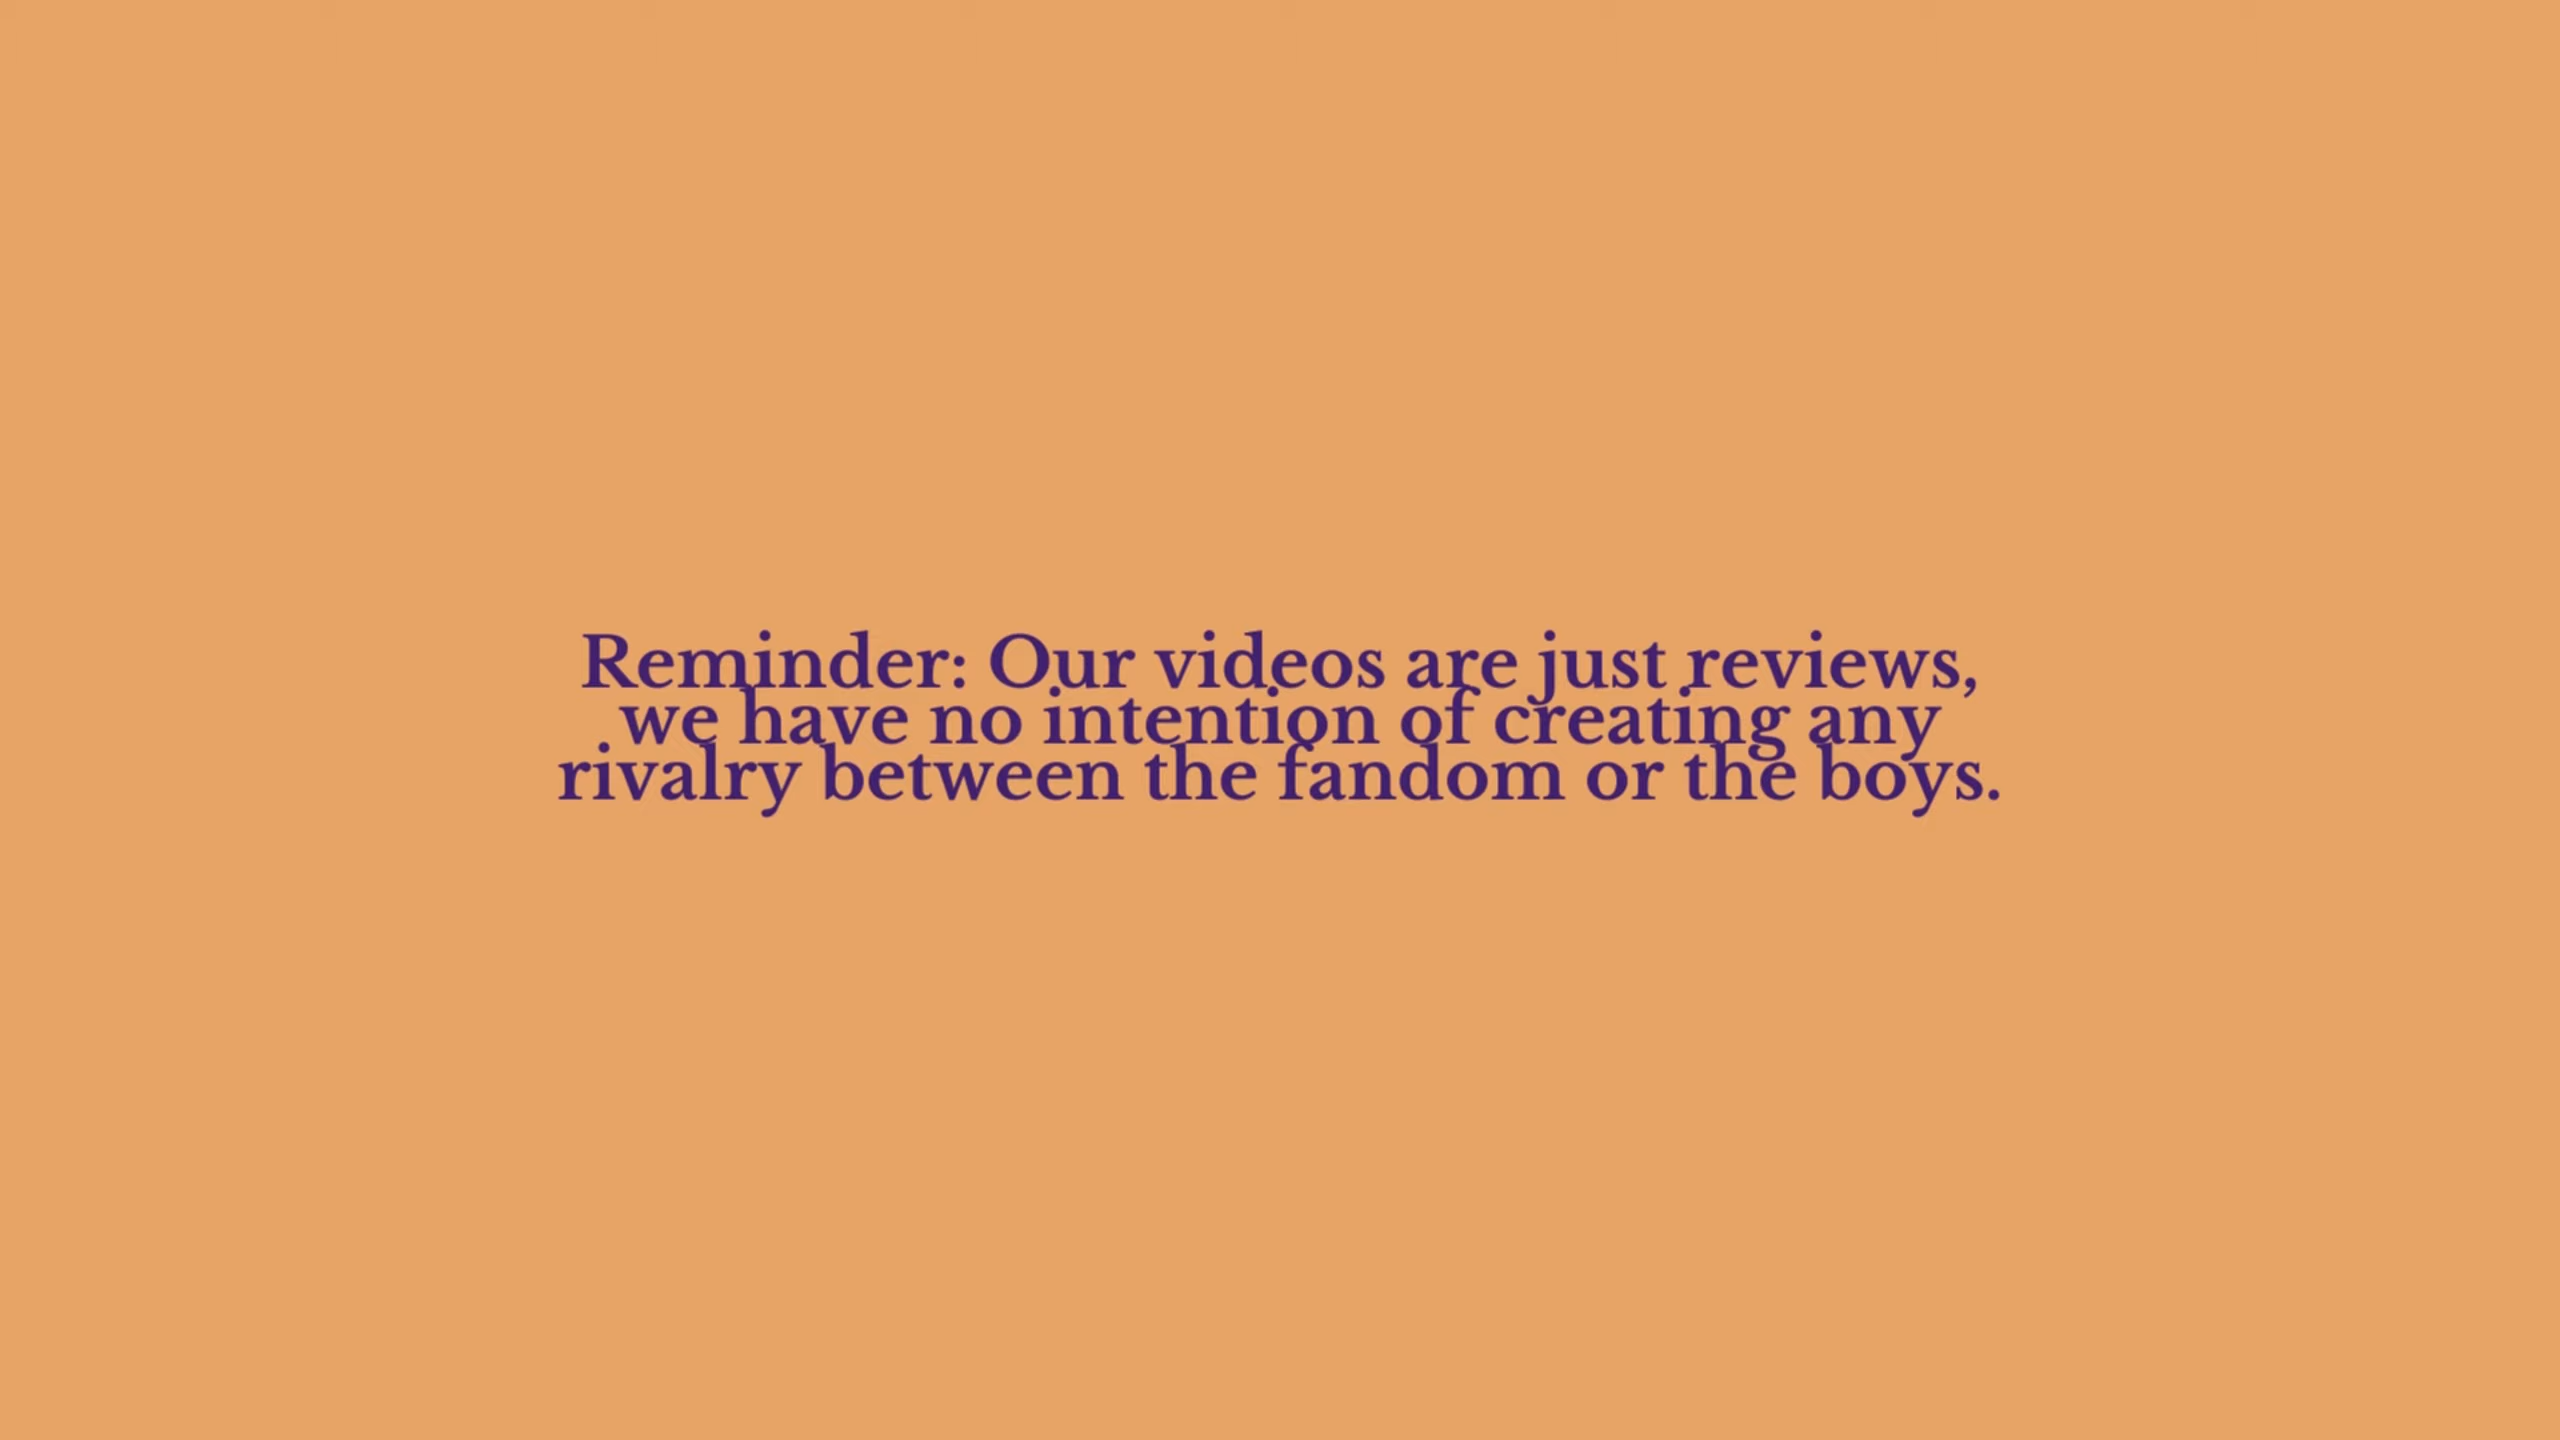 Reminder: Our videos are just reviews,
we have no intention of creating any
rivalry between the fandom or the boys.